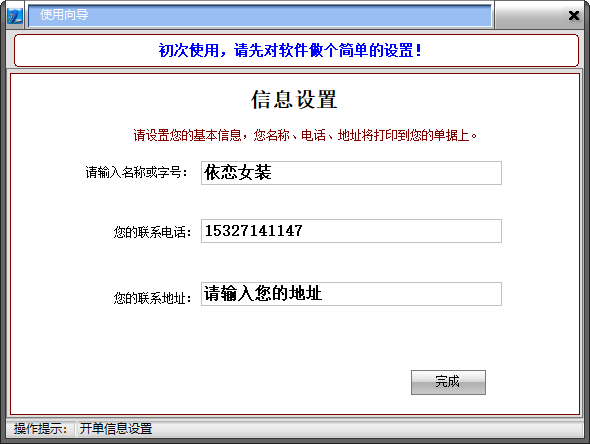 使用向导
初次使用，请先对软件做个简单的设置！
信息设置
请设置您的基本信息，您名称、电话、地址将打印到您的单据上。
请输入名称或字号： 依恋女装
您的联系电话： 15327141147
您的联系地址： 请输入您的地址
完成
操作提示： 开单信息设置